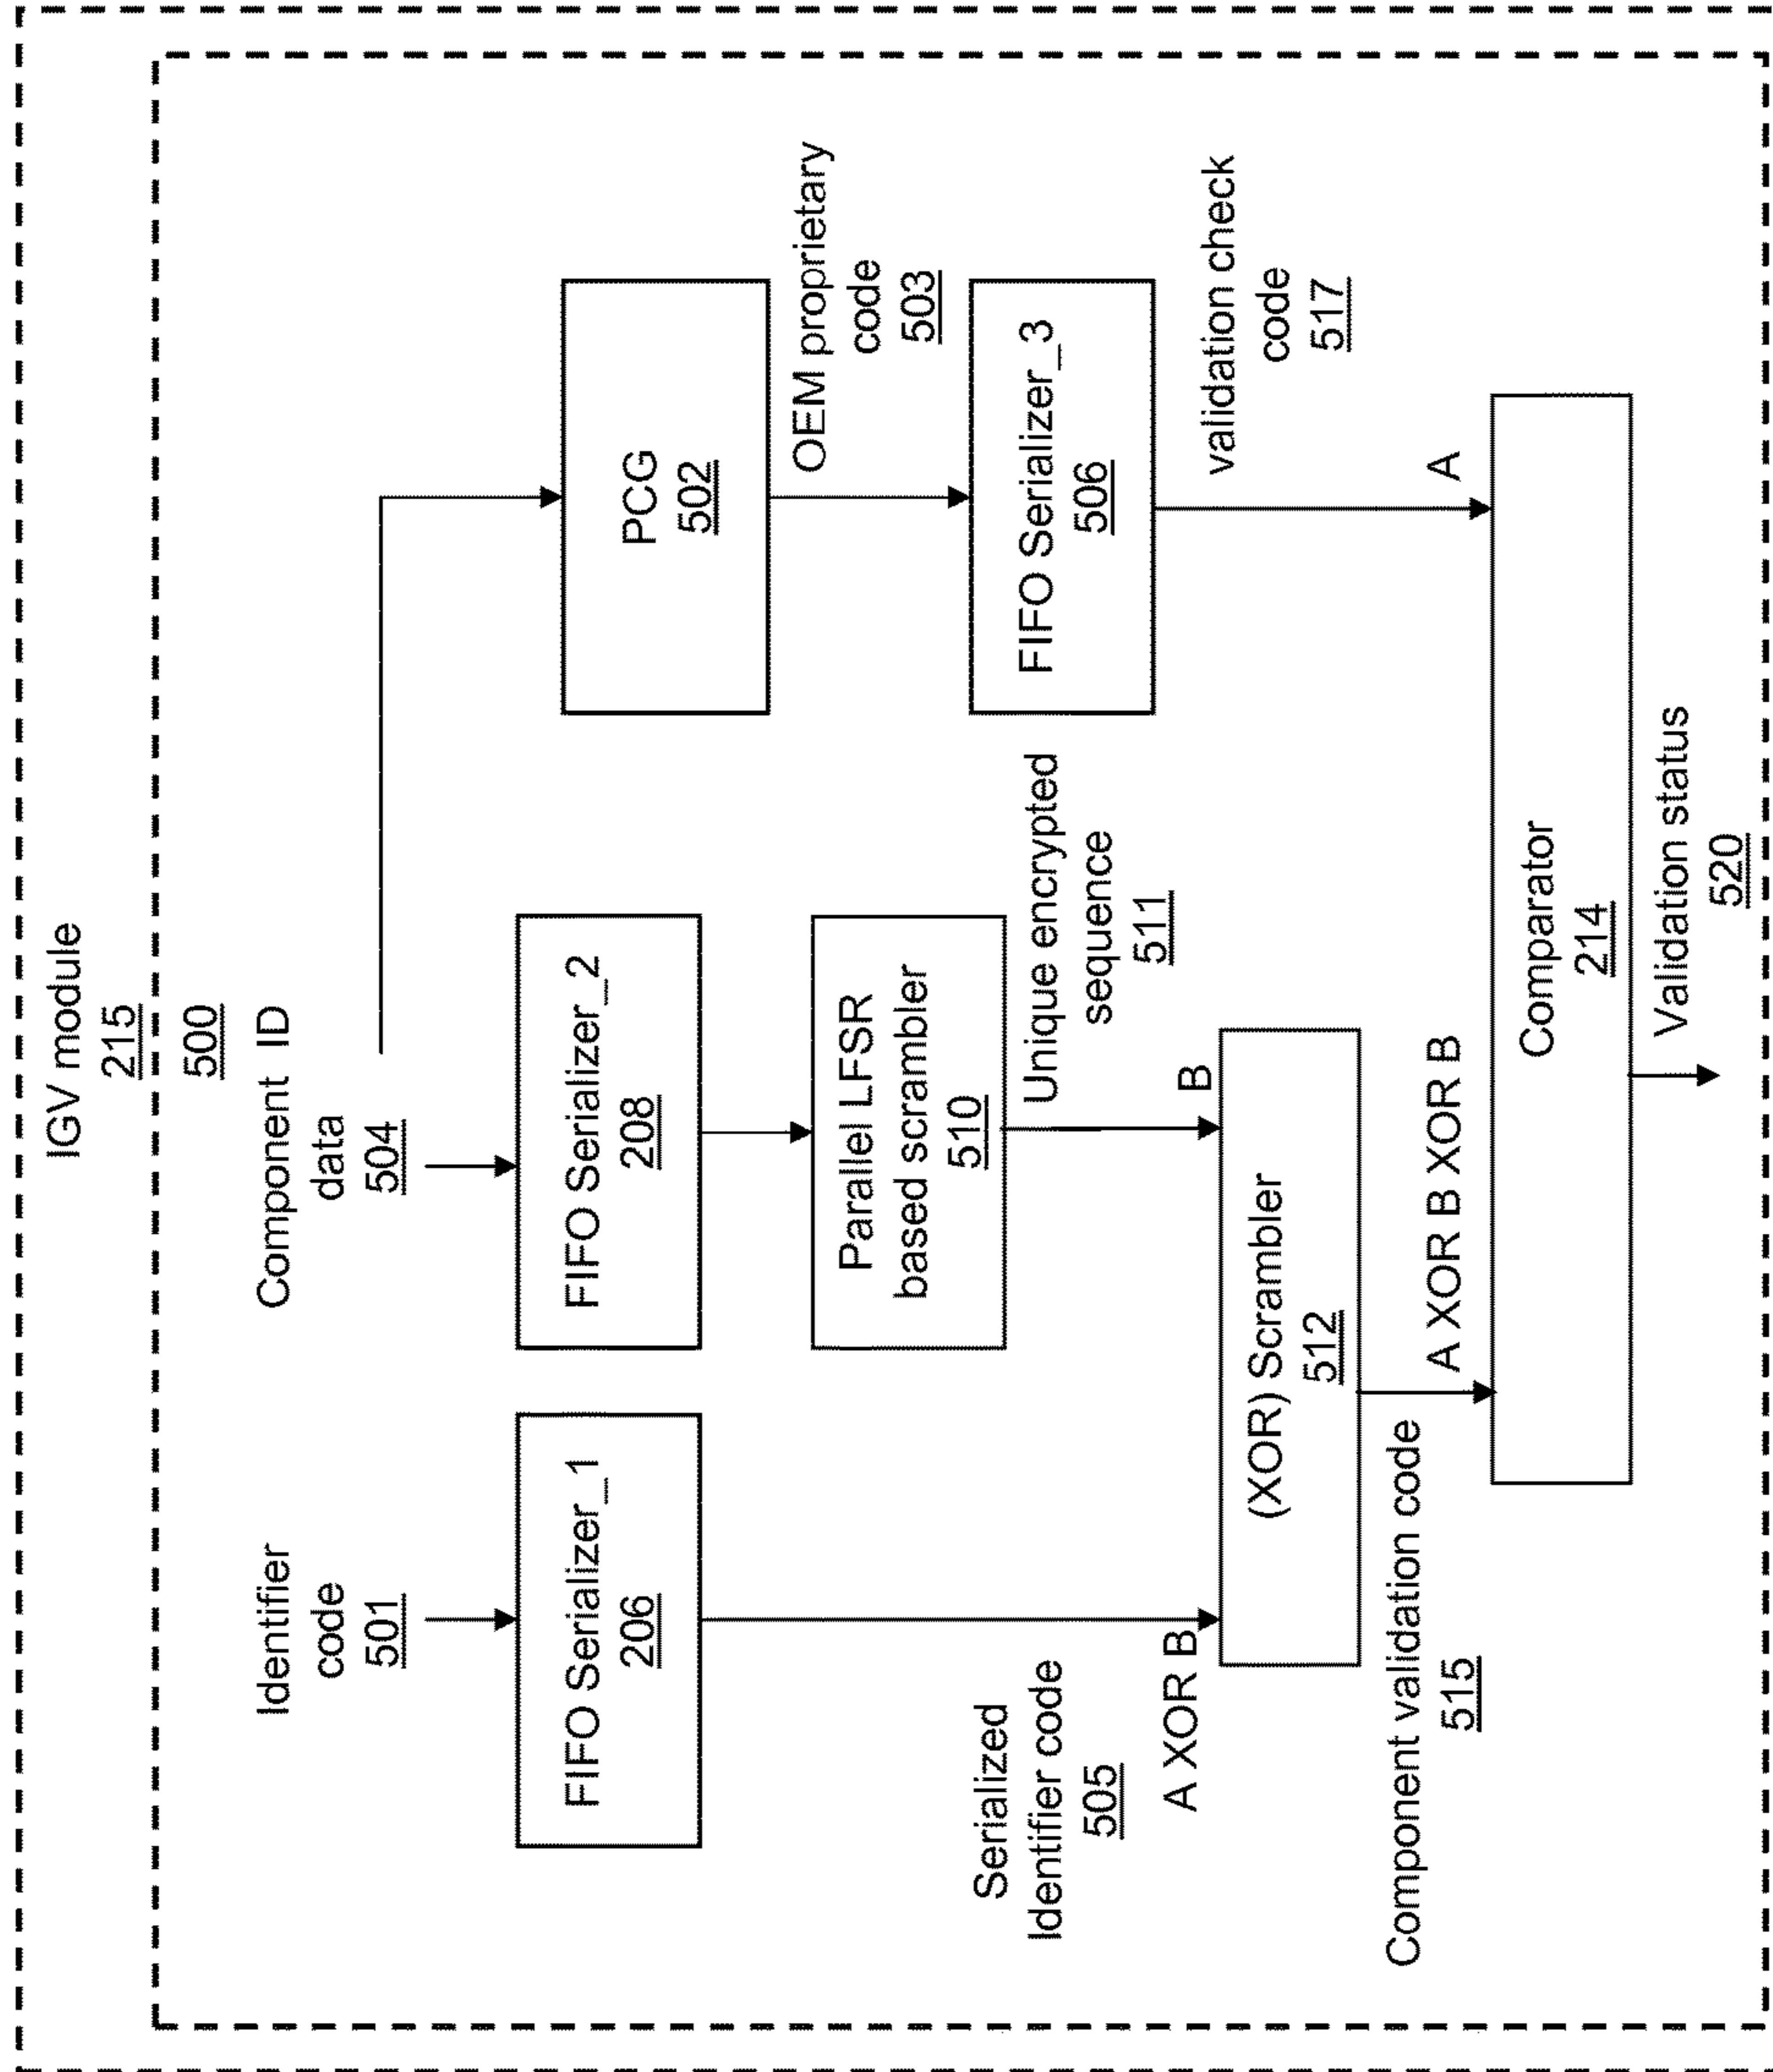 IGV module
215
500
Identifier
code
501
Component ID
data
504
FIFO Serializer_1
206
FIFO Serializer_2
208
PCG
502
OEM proprietary
code
503
Parallel LFSR
based scrambler
510
FIFO Serializer_3
506
Serialized
Identifier code
505
Unique encrypted
sequence
511
validation check
code
517
A XOR B
B
A
(XOR) Scrambler
512
Component validation code
515
A XOR B XOR B
Comparator
214
Validation status
520